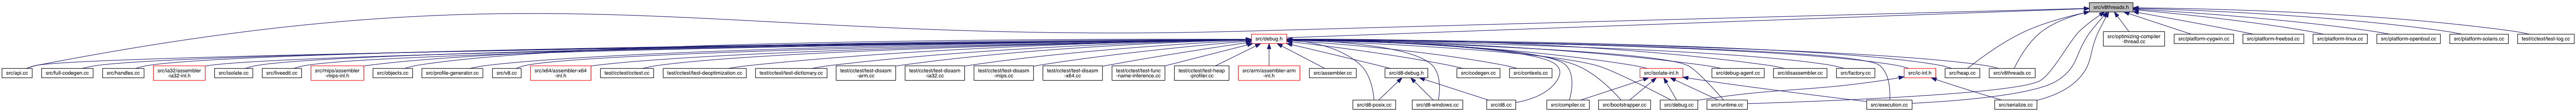 src/v8threads.h
src/debug.h
src/optimizing-compiler
-thread.cc
src/platform-cygwin.cc
src/platform-freebsd.cc
src/platform-linux.cc
src/platform-openbsd.cc
src/platform-solaris.cc
test/cctest/test-log.cc
src/api.cc
src/full-codegen.cc
src/handles.cc
src/ia32/assembler
-ia32-inl.h
src/isolate.cc
src/liveedit.cc
src/mips/assembler
-mips-inl.h
src/objects.cc
src/profile-generator.cc
src/v8.cc
src/x64/assembler-x64
-inl.h
test/cctest/cctest.cc
test/cctest/test-deoptimization.cc
test/cctest/test-dictionary.cc
test/cctest/test-disasm
-arm.cc
test/cctest/test-disasm
-ia32.cc
test/cctest/test-disasm
-mips.cc
test/cctest/test-disasm
-x64.cc
test/cctest/test-func
-name-inference.cc
test/cctest/test-heap
-profiler.cc
src/arm/assembler-arm
-inl.h
src/assembler.cc
src/d8-debug.h
src/codegen.cc
src/contexts.cc
src/isolate-inl.h
src/debug-agent.cc
src/disassembler.cc
src/factory.cc
src/ic-inl.h
src/heap.cc
src/v8threads.cc
src/d8-posix.cc
src/d8-windows.cc
src/d8.cc
src/compiler.cc
src/bootstrapper.cc
src/debug.cc
src/runtime.cc
src/execution.cc
src/serialize.cc